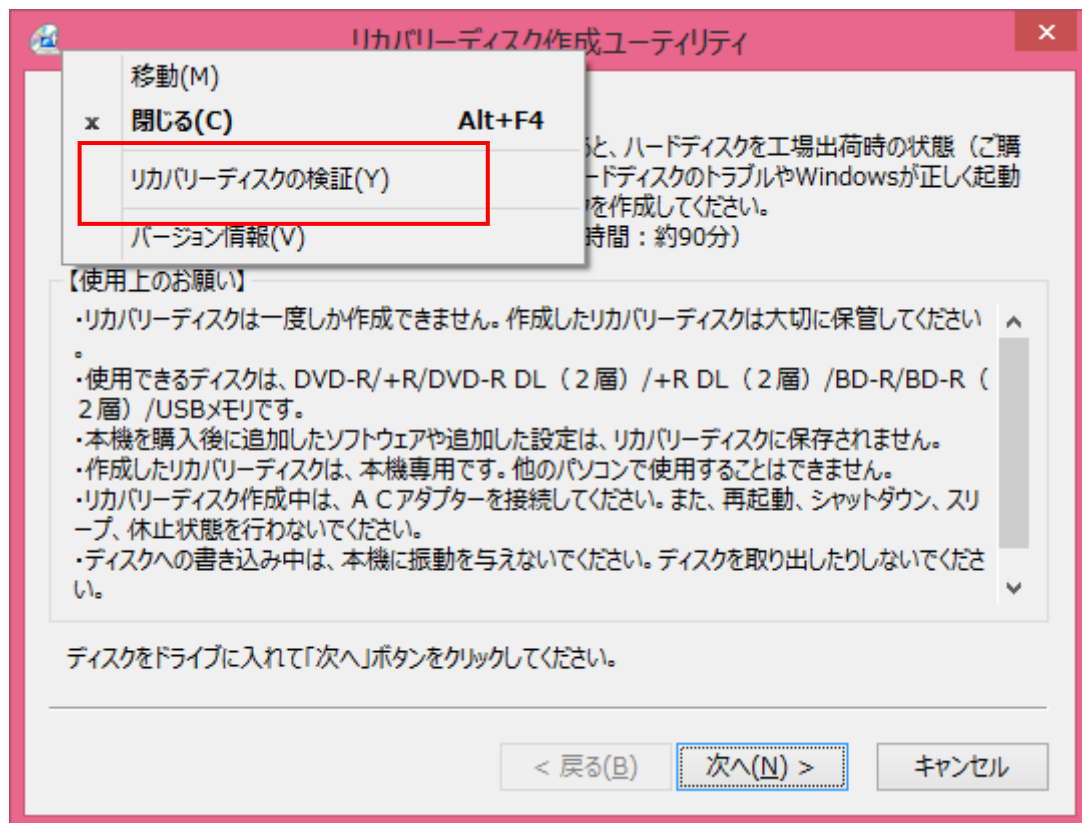 リカバリーディスク作成ユーティリティ
移動(M)
x 閉じる(C) Alt+F4
リカバリーディスクの検証(Y)
バージョン情報(V)
と、ハードディスクを工場出荷時の状態（ご購
ードディスクのトラブルやWindowsが正しく起動
を作成してください。
時間：約90分）
【使用上のお願い】
・リカバリーディスクは一度しか作成できません。作成したリカバリーディスクは大切に保管してください
。
・使用できるディスクは、DVD-R/+R/DVD-R DL（２層）/+R DL（２層）/BD-R/BD-R（
２層）/USBメモリです。
・本機を購入後に追加したソフトウェアや追加した設定は、リカバリーディスクに保存されません。
・作成したリカバリーディスクは、本機専用です。他のパソコンで使用することはできません。
・リカバリーディスク作成中は、ＡＣアダプターを接続してください。また、再起動、シャットダウン、スリ
ープ、休止状態を行わないでください。
・ディスクへの書き込み中は、本機に振動を与えないでください。ディスクを取り出したりしないでくださ
い。
ディスクをドライブに入れて「次へ」ボタンをクリックしてください。
< 戻る(B) 次へ(N) > キャンセル